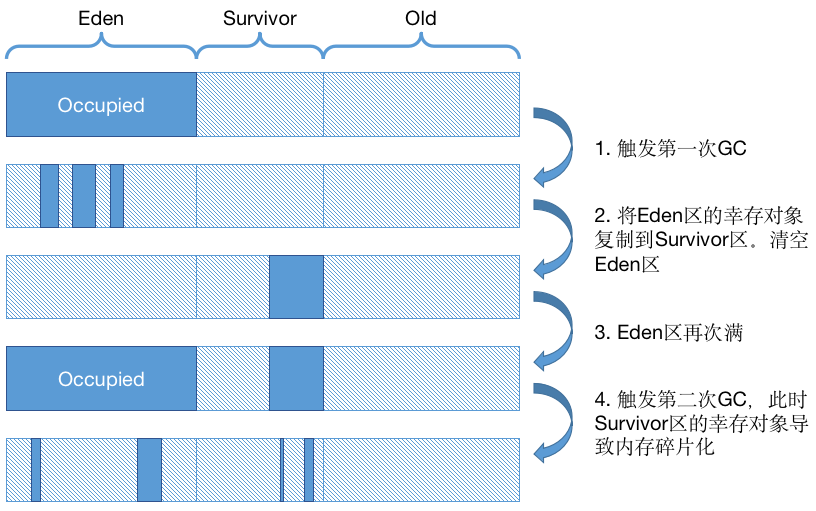 Eden Survivor Old
Occupied
1. 触发第一次GC
2. 将Eden区的幸存对象
复制到Survivor区。清空
Eden区
3. Eden区再次满
Occupied
4. 触发第二次GC，此时
Survivor区的幸存对象导
致内存碎片化